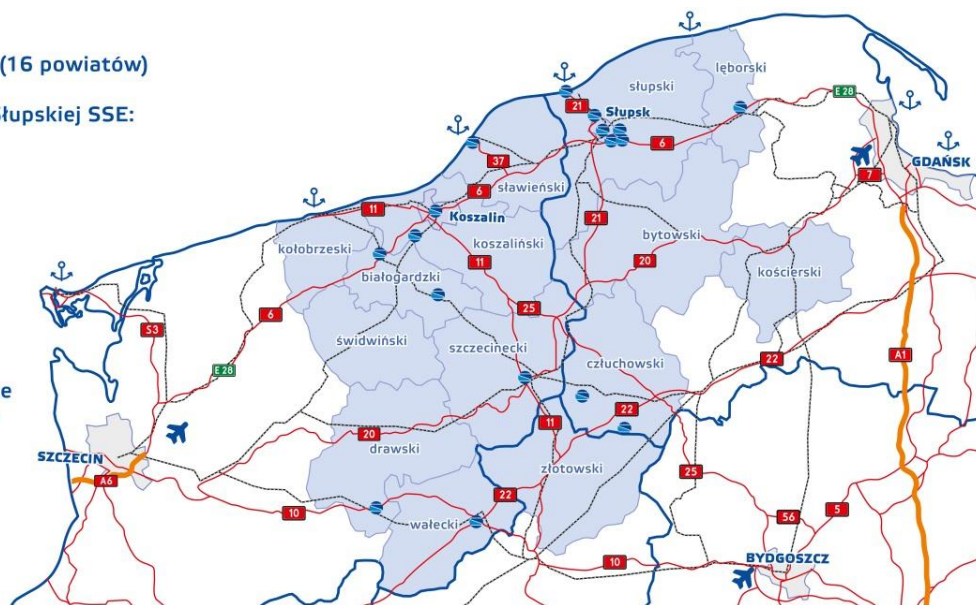 (16 powiatów)
łupskiej SSE:
lęborski
słupski
E 28
21
Słupsk
6
GDAŃSK
7
37
6
sławieński
11
Koszalin
21
bytowski
kołobrzeski
koszaliński
białogardzki
11
20
kościerski
25
6
S3
świdwiński
szczecinecki
człuchowski
22
A1
E 28
e
22
11
20
drawski
SZCZECIN
A6
złotowski
25
22
10
wałecki
56
5
10
BYDGOSZCZ